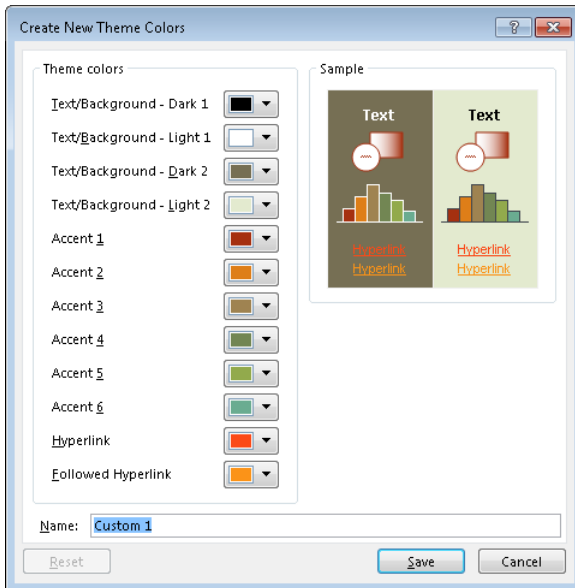 Create New Theme Colors
Theme colors
Text/Background - Dark 1
Text/Background - Light 1
Text/Background - Dark 2
Text/Background - Light 2
Accent 1
Accent 2
Accent 3
Accent 4
Accent 5
Accent 6
Hyperlink
Followed Hyperlink
Sample
Text Text
Hyperlink Hyperlink
Hyperlink Hyperlink
Name: Custom 1
Reset Save Cancel